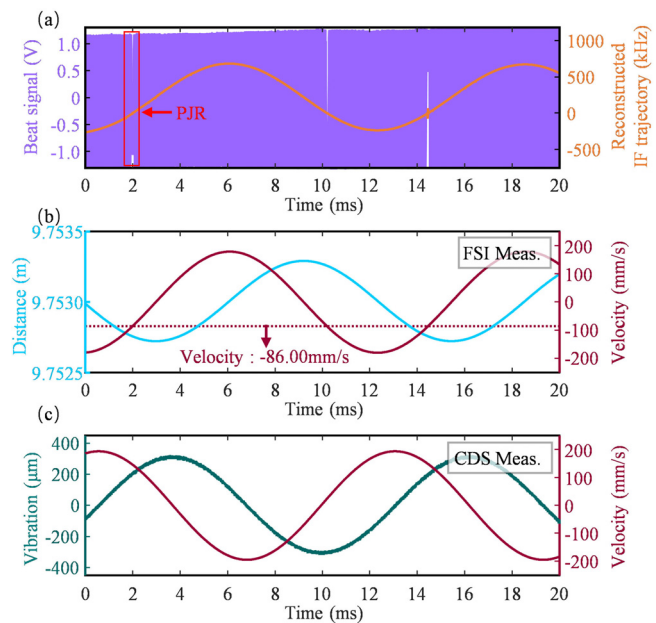 (a)
Beat signal (V)
1.0
0.5
0
-0.5
-1.0
PJR
1000
500
0
-500
Reconstructed
IF trajectory (kHz)
0 2 4 6 8 10 12 14 16 18 20
Time (ms)
(b)
Distance (m)
9.7535
9.7530
9.7525
FSI Meas.
Velocity : -86.00mm/s
200
100
0
-100
-200
Velocity (mm/s)
0 2 4 6 8 10 12 14 16 18 20
Time (ms)
(c)
Vibration (μm)
400
200
0
-200
-400
CDS Meas.
200
100
0
-100
-200
Velocity (mm/s)
0 2 4 6 8 10 12 14 16 18 20
Time (ms)